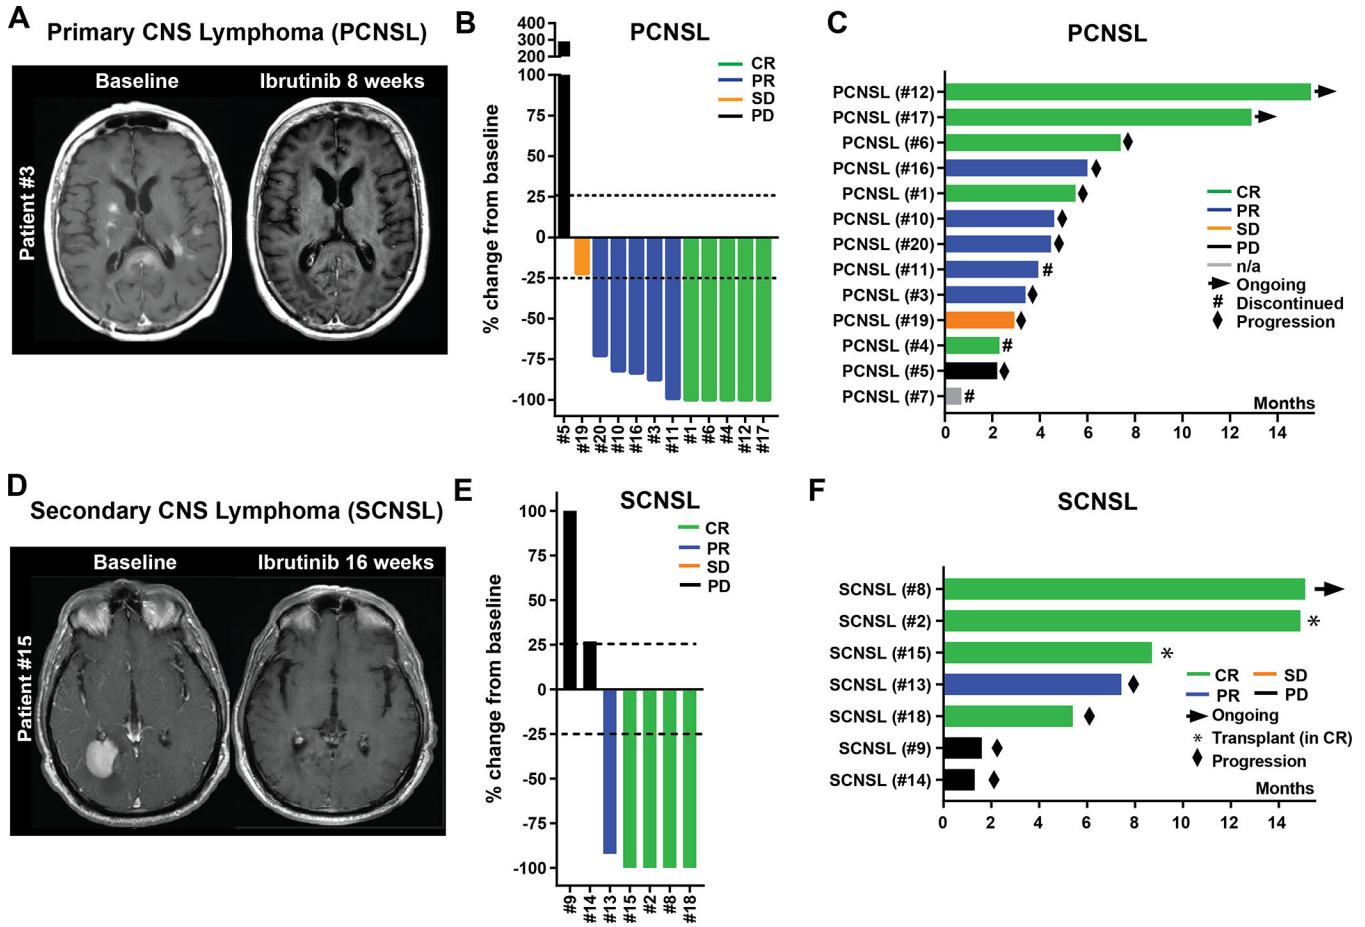 A
Primary CNS Lymphoma (PCNSL)
Baseline
Ibrutinib 8 weeks
Patient #3
B
PCNSL
% change from baseline
400
300
200
100
75
50
25
0
-25
-50
-75
-100
CR
PR
SD
PD
#5
#19
#20
#10
#16
#3
#11
#1
#6
#4
#12
#17
C
PCNSL
PCNSL (#12)
PCNSL (#17)
PCNSL (#6)
PCNSL (#16)
PCNSL (#1)
PCNSL (#10)
PCNSL (#20)
PCNSL (#11)
#
PCNSL (#3)
PCNSL (#19)
PCNSL (#4)
#
PCNSL (#5)
PCNSL (#7)
#
CR
PR
SD
PD
n/a
Ongoing
# Discontinued
Progression
Months
0 2 4 6 8 10 12 14
D
Secondary CNS Lymphoma (SCNSL)
Baseline
Ibrutinib 16 weeks
Patient #15
E
SCNSL
% change from baseline
100
75
50
25
0
-25
-50
-75
-100
CR
PR
SD
PD
#9
#14
#13
#15
#2
#8
#18
F
SCNSL
SCNSL (#8)
SCNSL (#2)
*
SCNSL (#15)
*
SCNSL (#13)
SCNSL (#18)
SCNSL (#9)
SCNSL (#14)
CR SD
PR PD
Ongoing
* Transplant (in CR)
Progression
Months
0 2 4 6 8 10 12 14